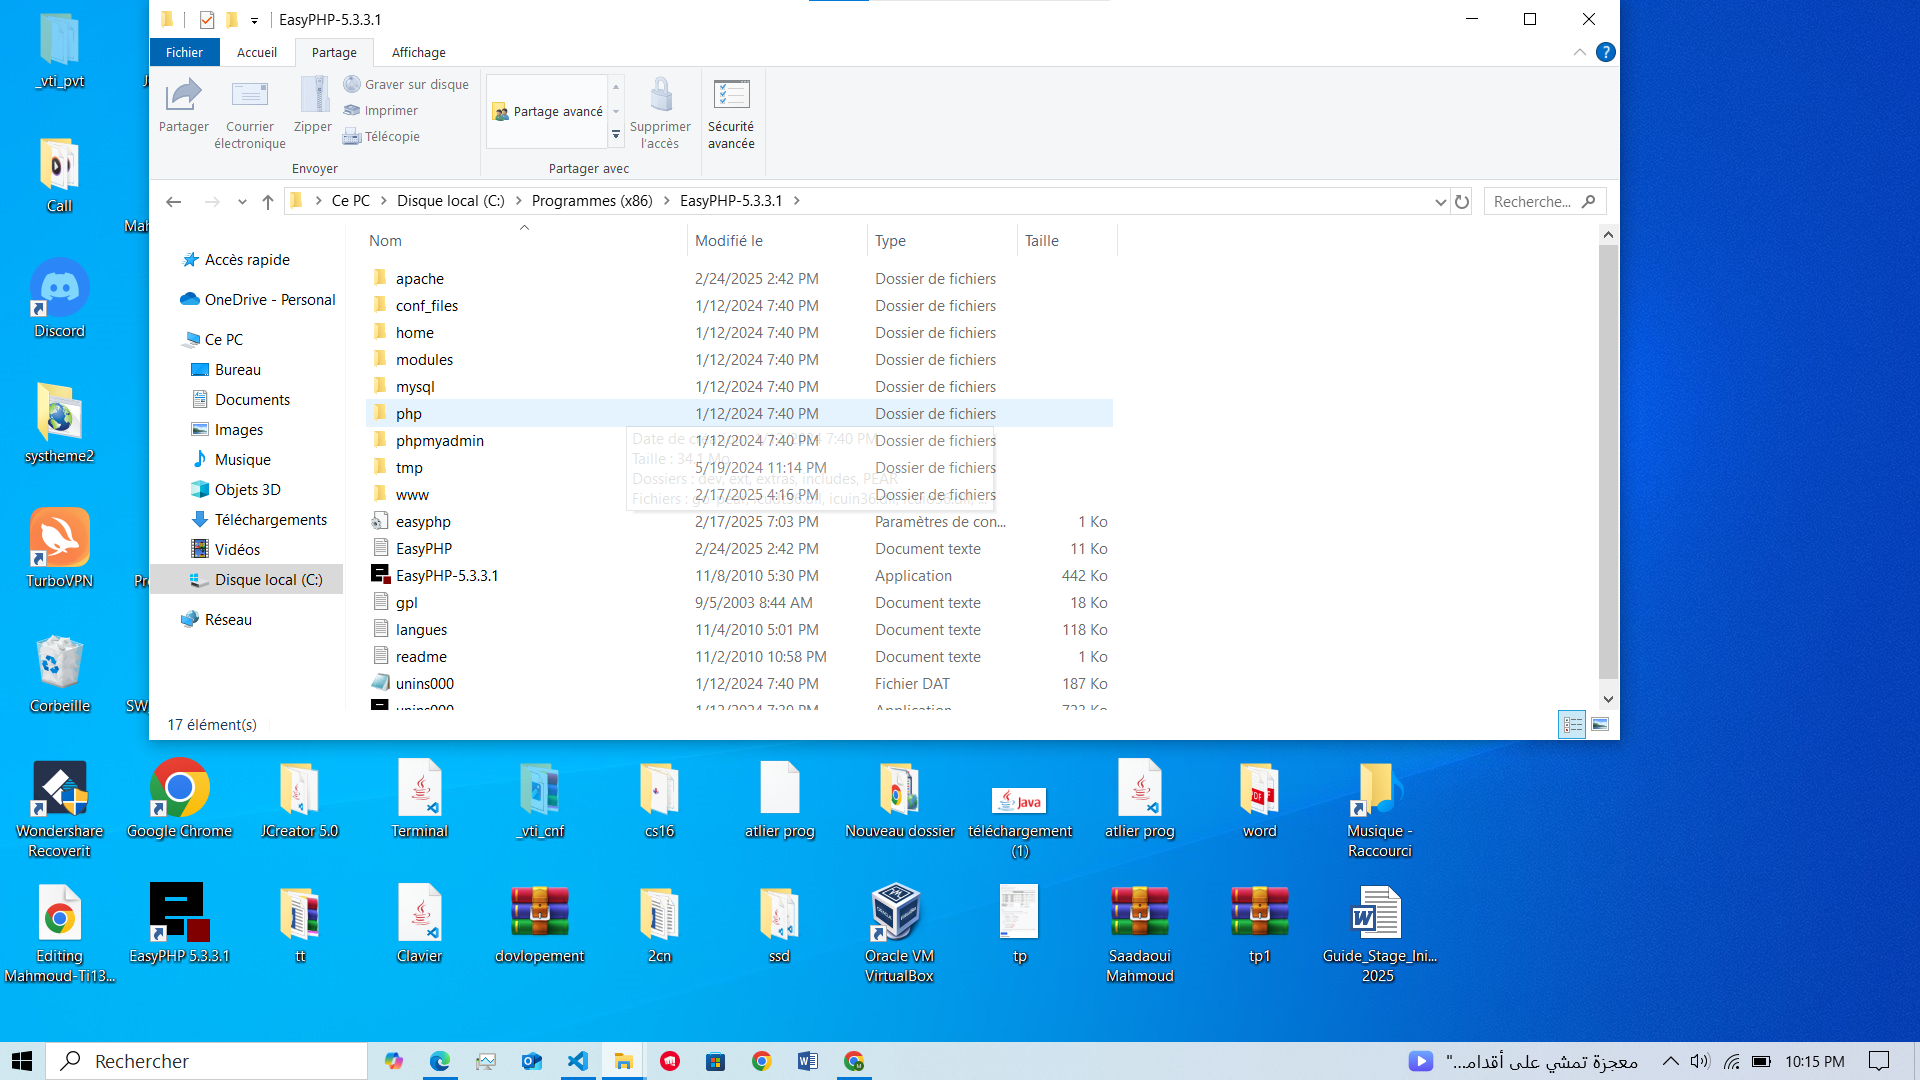 EasyPHP-5.3.3.1
Fichier
Accueil
Partage
Affichage
Partager
Courrier électronique
Zipper
Graver sur disque
Imprimer
Télécopie
Envoyer
Partage avancé
Supprimer l'accès
Partager avec
Sécurité avancée
Ce PC
Disque local (C:)
Programmes (x86)
EasyPHP-5.3.3.1
Recherche...
Accès rapide
OneDrive - Personal
Ce PC
Bureau
Documents
Images
Musique
Objets 3D
Téléchargements
Vidéos
Disque local (C:)
Réseau
Nom Modifié le Type Taille
apache 2/24/2025 2:42 PM Dossier de fichiers
conf_files 1/12/2024 7:40 PM Dossier de fichiers
home 1/12/2024 7:40 PM Dossier de fichiers
modules 1/12/2024 7:40 PM Dossier de fichiers
mysql 1/12/2024 7:40 PM Dossier de fichiers
php 1/12/2024 7:40 PM Dossier de fichiers
phpmyadmin 1/12/2024 7:40 PM Dossier de fichiers
tmp 5/19/2024 11:14 PM Dossier de fichiers
www 2/17/2025 4:16 PM Dossier de fichiers
easyphp 2/17/2025 7:03 PM Paramètres de con... 1 Ko
EasyPHP 2/24/2025 2:42 PM Document texte 11 Ko
EasyPHP-5.3.3.1 11/8/2010 5:30 PM Application 442 Ko
gpl 9/5/2003 8:44 AM Document texte 18 Ko
langues 11/4/2010 5:01 PM Document texte 118 Ko
readme 11/2/2010 10:58 PM Document texte 1 Ko
unins000 1/12/2024 7:40 PM Fichier DAT 187 Ko
unins000 1/12/2024 7:39 PM Application 723 Ko
Taille : 34,1 Mo
Dossiers : dev, ext, extras, includes, PEAR
17 élément(s)
_vti_pvt
Call
Mah
Discord
systheme2
TurboVPN
Pr
Corbeille
SW
Wondershare Recoverit
Google Chrome
JCreator 5.0
Terminal
_vti_cnf
cs16
atlier prog
Nouveau dossier
Java
téléchargement (1)
atlier prog
word
Musique - Raccourci
Editing Mahmoud-Ti13...
EasyPHP 5.3.3.1
tt
Clavier
dovlopement
2cn
ssd
Oracle VM VirtualBox
tp
Saadaoui Mahmoud
tp1
Guide_Stage_Ini... 2025
Rechercher
معجزة تمشي على أقدام..."
10:15 PM